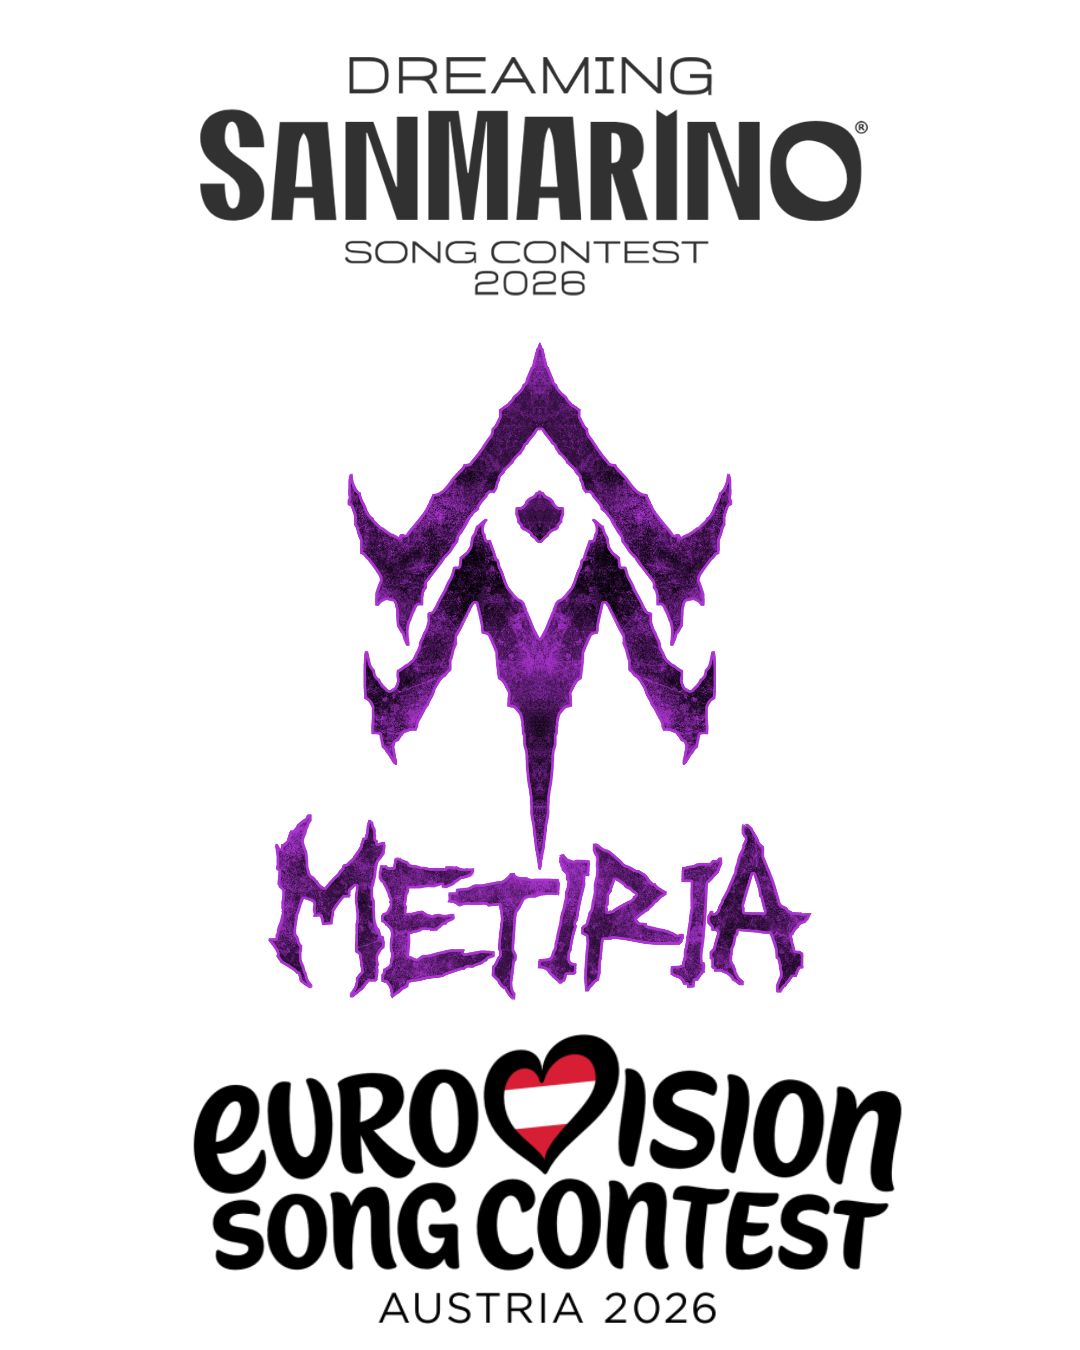 DREAMING
SANMARINO®
SONG CONTEST
2026
METIRIA
eUROVISION
SONG CONTEST
AUSTRIA 2026